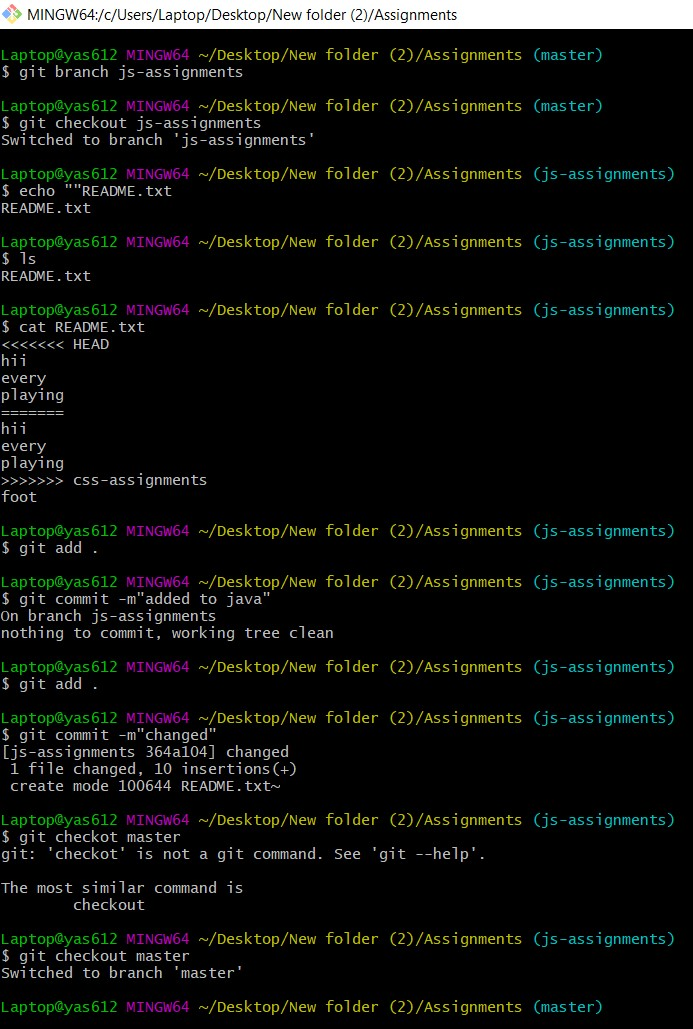 MINGW64:/c/Users/Laptop/Desktop/New folder (2)/Assignments
Laptop@yas612 MINGW64 ~/Desktop/New folder (2)/Assignments (master)
$ git branch js-assignments
Laptop@yas612 MINGW64 ~/Desktop/New folder (2)/Assignments (master)
$ git checkout js-assignments
Switched to branch 'js-assignments'
Laptop@yas612 MINGW64 ~/Desktop/New folder (2)/Assignments (js-assignments)
$ echo ""README.txt
README.txt
Laptop@yas612 MINGW64 ~/Desktop/New folder (2)/Assignments (js-assignments)
$ ls
README.txt
Laptop@yas612 MINGW64 ~/Desktop/New folder (2)/Assignments (js-assignments)
$ cat README.txt
<<<<<<< HEAD
hii
every
playing
=======
hii
every
playing
>>>>>>> css-assignments
foot
Laptop@yas612 MINGW64 ~/Desktop/New folder (2)/Assignments (js-assignments)
$ git add .
Laptop@yas612 MINGW64 ~/Desktop/New folder (2)/Assignments (js-assignments)
$ git commit -m"added to java"
On branch js-assignments
nothing to commit, working tree clean
Laptop@yas612 MINGW64 ~/Desktop/New folder (2)/Assignments (js-assignments)
$ git add .
Laptop@yas612 MINGW64 ~/Desktop/New folder (2)/Assignments (js-assignments)
$ git commit -m"changed"
[js-assignments 364a104] changed
 1 file changed, 10 insertions(+)
 create mode 100644 README.txt~
Laptop@yas612 MINGW64 ~/Desktop/New folder (2)/Assignments (js-assignments)
$ git checkot master
git: 'checkot' is not a git command. See 'git --help'.
The most similar command is
        checkout
Laptop@yas612 MINGW64 ~/Desktop/New folder (2)/Assignments (js-assignments)
$ git checkout master
Switched to branch 'master'
Laptop@yas612 MINGW64 ~/Desktop/New folder (2)/Assignments (master)